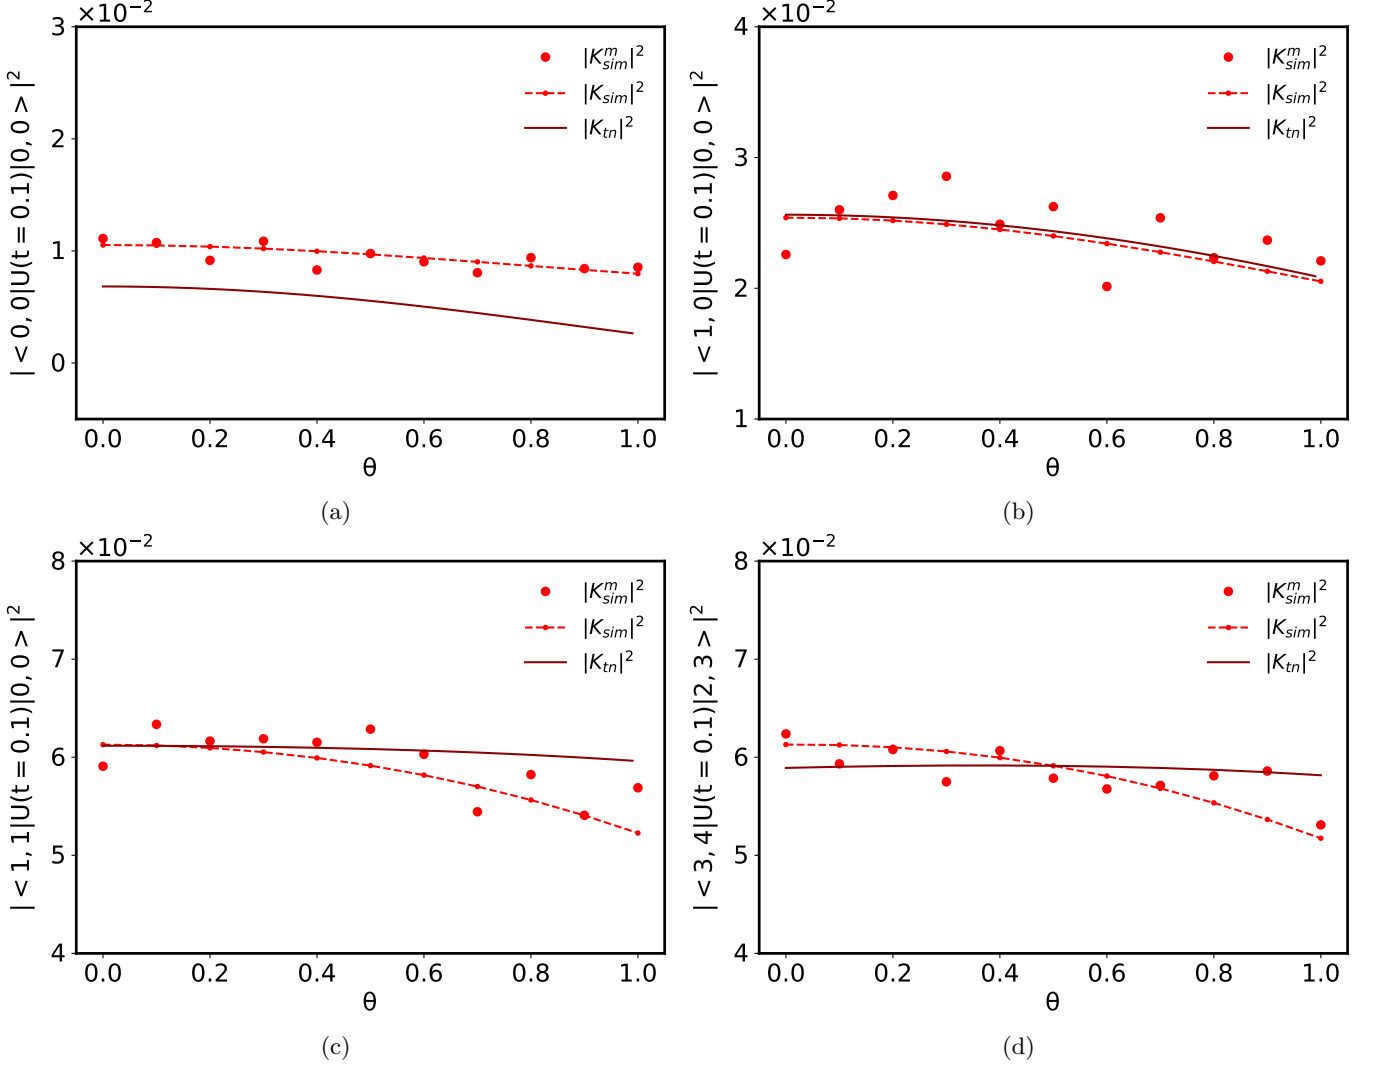 ×10⁻²
3
2
1
0
|<0,0|U(t=0.1)|0,0>|²
|K^m_sim|²
|K_sim|²
|K_tn|²
0.0 0.2 0.4 0.6 0.8 1.0
θ
(a)
×10⁻²
4
3
2
1
|<1,0|U(t=0.1)|0,0>|²
|K^m_sim|²
|K_sim|²
|K_tn|²
0.0 0.2 0.4 0.6 0.8 1.0
θ
(b)
×10⁻²
8
7
6
5
4
|<1,1|U(t=0.1)|0,0>|²
|K^m_sim|²
|K_sim|²
|K_tn|²
0.0 0.2 0.4 0.6 0.8 1.0
θ
(c)
×10⁻²
8
7
6
5
4
|<3,4|U(t=0.1)|2,3>|²
|K^m_sim|²
|K_sim|²
|K_tn|²
0.0 0.2 0.4 0.6 0.8 1.0
θ
(d)